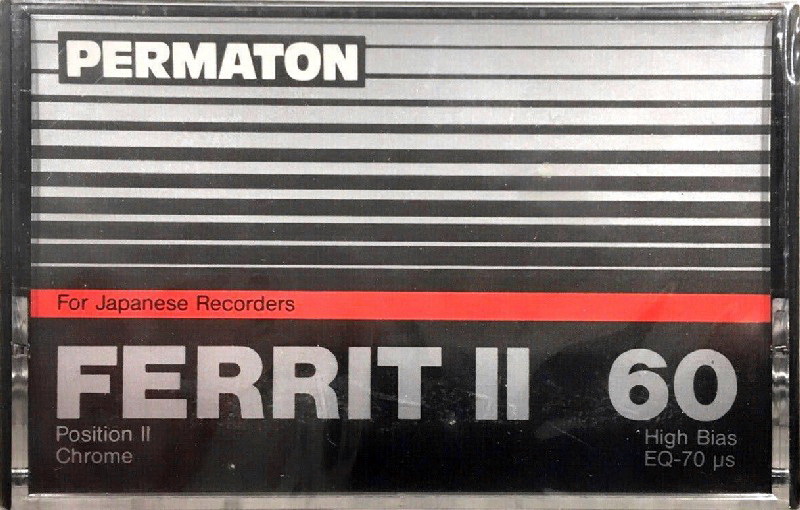 PERMATON
For Japanese Recorders
FERRIT II 60
Position II High Bias
Chrome EQ-70 µs